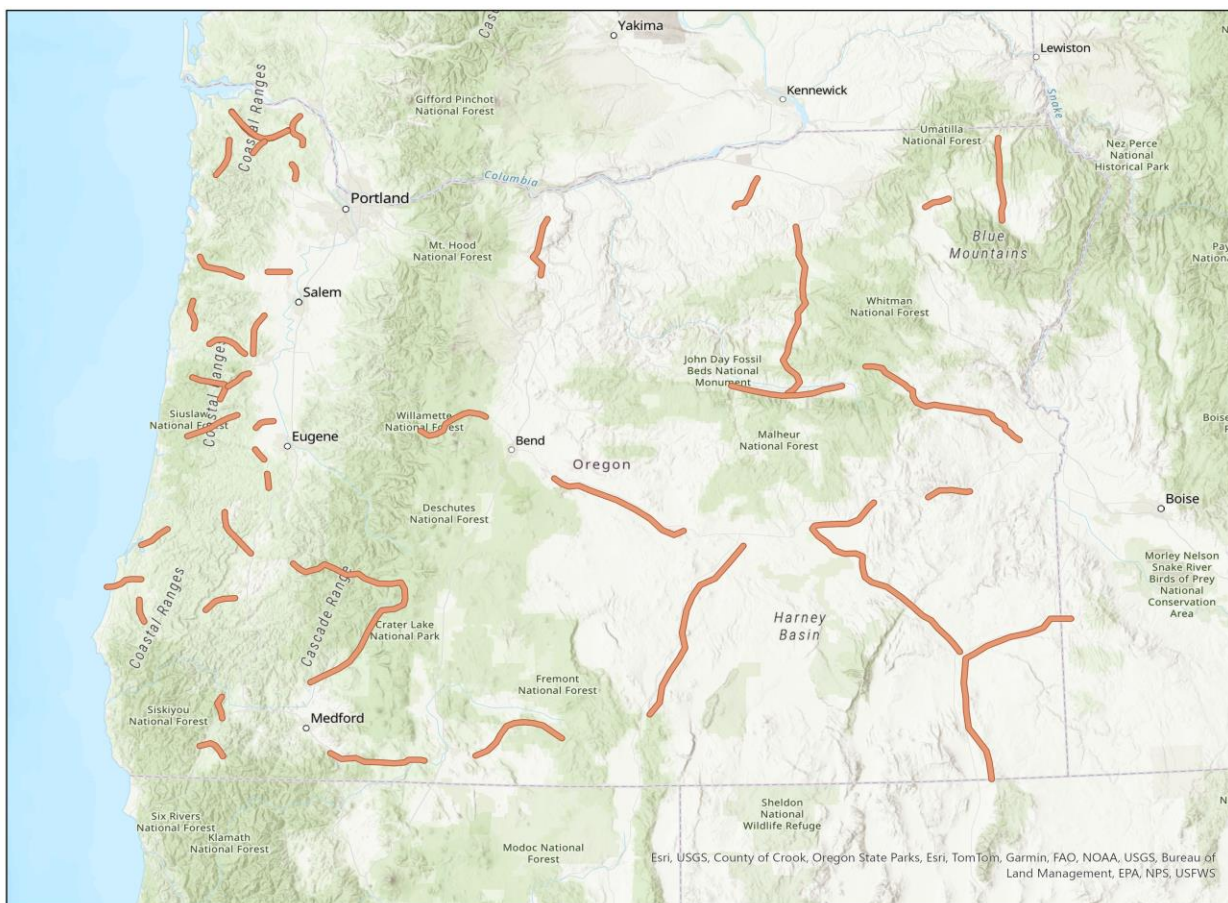 Yakima
Lewiston
Casc
Kennewick
Snake
Gifford Pinchot
National Forest
Coastal Ranges
Umatilla
National Forest
Nez Perce
National
Historical Park
Columbia
Portland
Blue
Mountains
Mt. Hood
National Forest
Pay
Nationa
Salem
Whitman
National Forest
John Day Fossil
Beds National
Monument
Coastal Ranges
Siuslaw
National Forest
Willamette
National Forest
Eugene
Bend
Malheur
National Forest
Boise
F
Oregon
Deschutes
National Forest
Boise
Morley Nelson
Snake River
Birds of Prey
National
Conservation
Area
Coastal Ranges
Cascade Range
Crater Lake
National Park
Harney
Basin
Fremont
National Forest
Siskiyou
National Forest
Medford
Six Rivers
National Forest
Klamath
National Forest
Sheldon
National
Wildlife Refuge
Modoc National
Forest
Esri, USGS, County of Crook, Oregon State Parks, Esri, TomTom, Garmin, FAO, NOAA, USGS, Bureau of
Land Management, EPA, NPS, USFWS